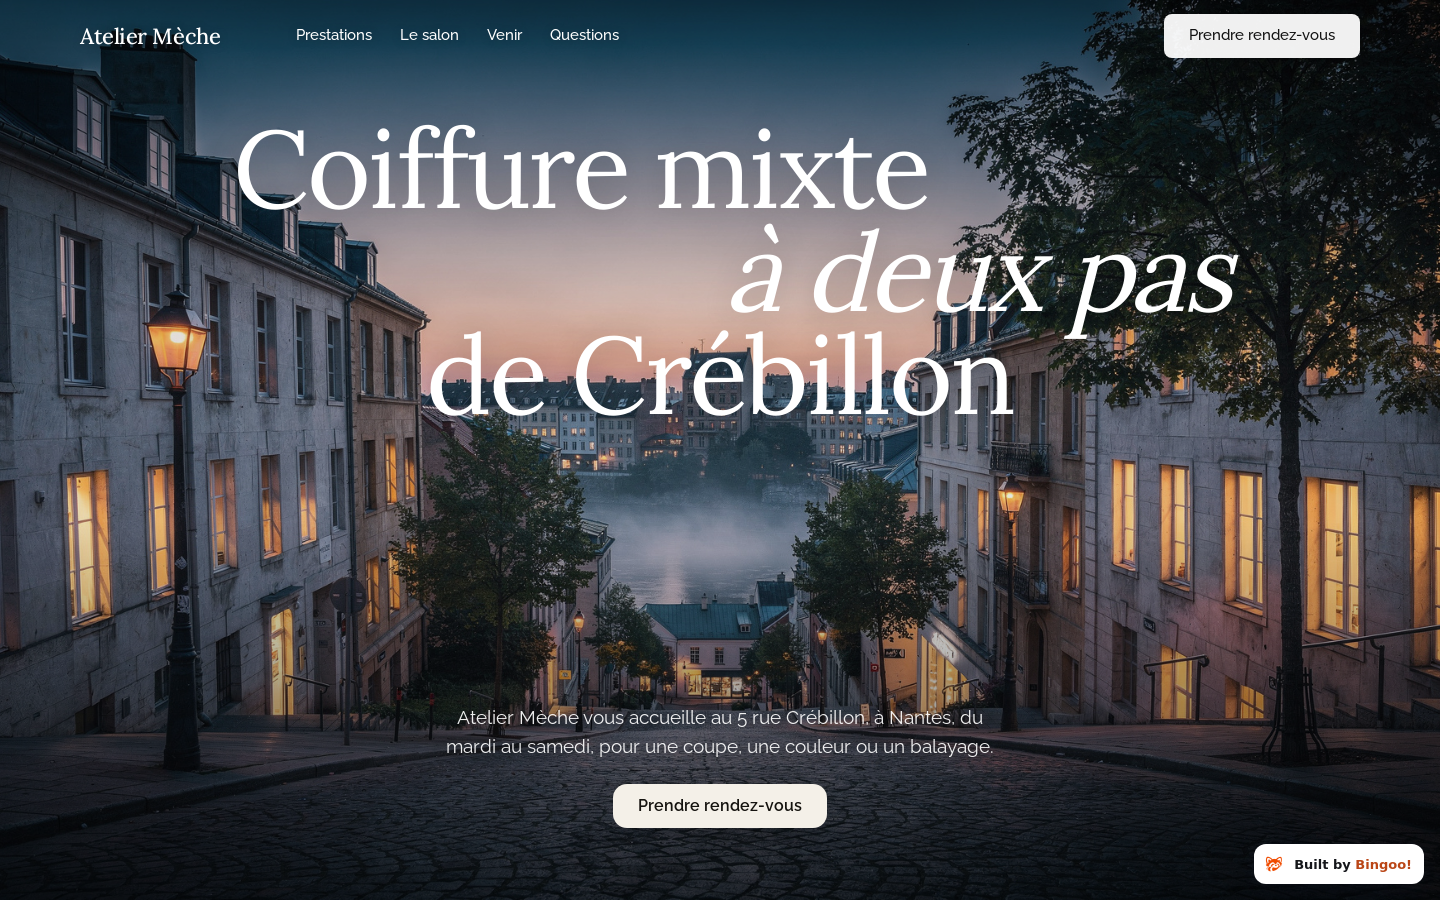 Atelier Mèche
Prestations
Le salon
Venir
Questions
Prendre rendez-vous
Coiffure mixte
à deux pas
de Crébillon
Atelier Mèche vous accueille au 5 rue Crébillon, à Nantes, du
mardi au samedi, pour une coupe, une couleur ou un balayage.
Prendre rendez-vous
Built by Bingoo!